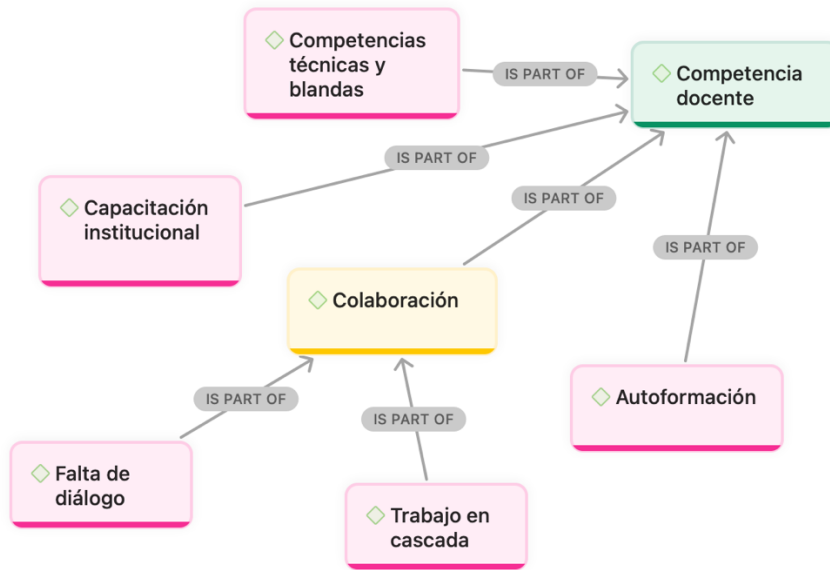 Competencias
técnicas y
blandas
IS PART OF
Competencia
docente
IS PART OF
Capacitación
institucional
IS PART OF
IS PART OF
Colaboración
IS PART OF
IS PART OF
Autoformación
Falta de
diálogo
Trabajo en
cascada